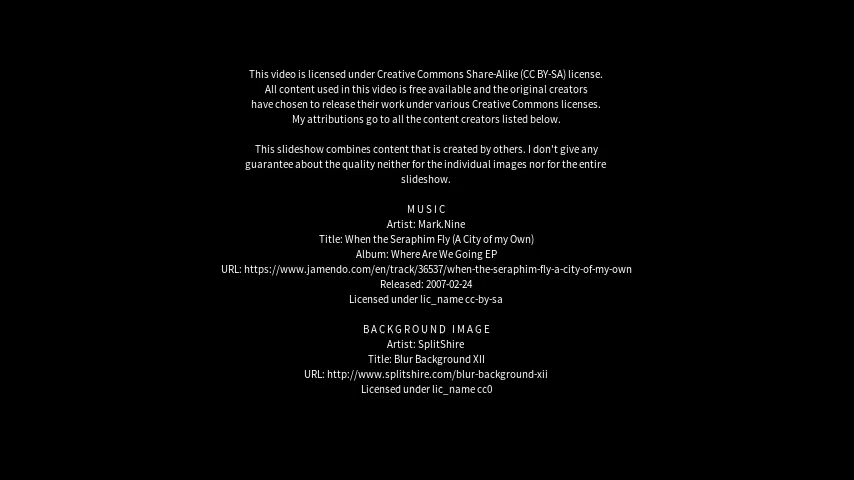 This video is licensed under Creative Commons Share-Alike (CC BY-SA) license.
All content used in this video is free available and the original creators
have chosen to release their work under various Creative Commons licenses.
My attributions go to all the content creators listed below.
This slideshow combines content that is created by others. I don't give any
guarantee about the quality neither for the individual images nor for the entire
slideshow.
MUSIC
Artist: Mark.Nine
Title: When the Seraphim Fly (A City of my Own)
Album: Where Are We Going EP
URL: https://www.jamendo.com/en/track/36537/when-the-seraphim-fly-a-city-of-my-own
Released: 2007-02-24
Licensed under lic_name cc-by-sa
BACKGROUND IMAGE
Artist: SplitShire
Title: Blur Background XII
URL: http://www.splitshire.com/blur-background-xii
Licensed under lic_name cc0